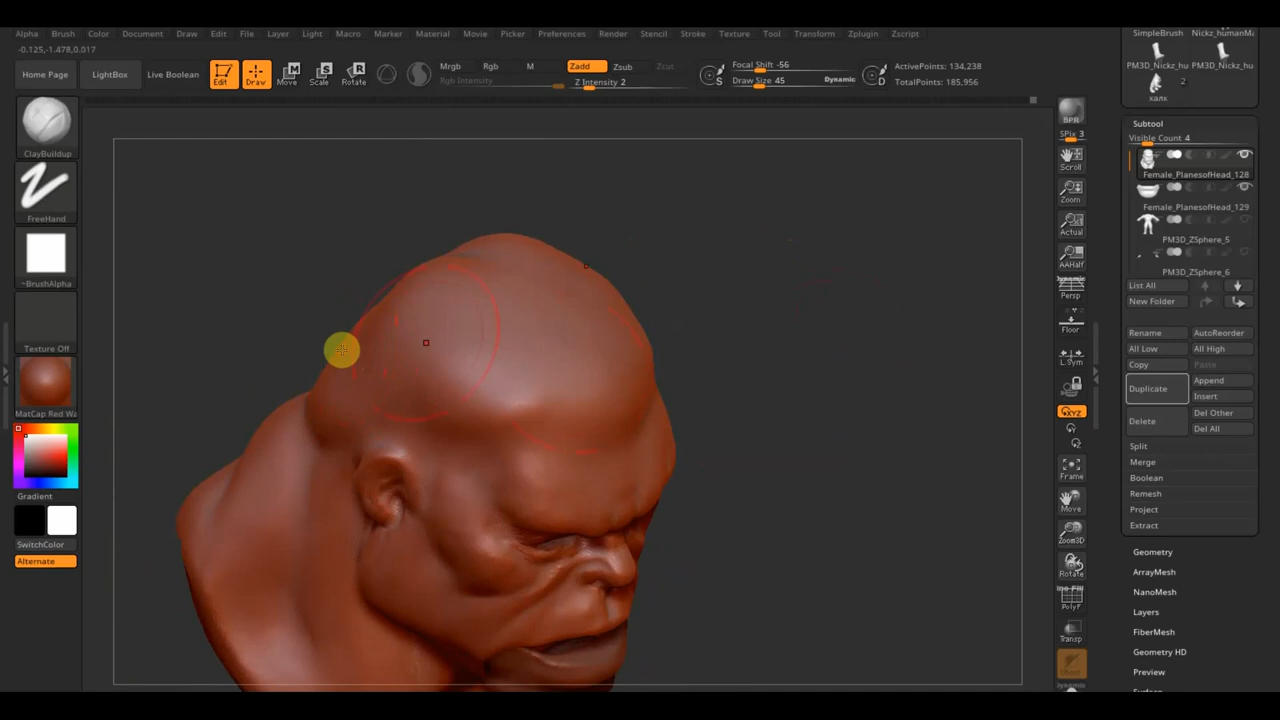 Alpha Brush Color Document Draw Edit File Layer Light Macro Marker Material Movie Picker Preferences Render Stencil Stroke Texture Tool Transform Zplugin Zscript
-0.125,-1.478,0.017
Home Page LightBox Live Boolean Edit Draw Move Scale Rotate
Mrgb Rgb M Zadd Zsub Zcut
Rgb Intensity Z Intensity 2
Focal Shift -56
Draw Size 45 Dynamic
S
D
ActivePoints: 134,238
TotalPoints: 185,956
ClayBuildup
FreeHand
~BrushAlpha
Texture Off
MatCap Red Wa
Gradient
SwitchColor
Alternate
BPR
SPix 3
Scroll
Zoom
Actual
AAHalf
Dynamic
Persp
Floor
L.Sym
XYZ
Y
Z
Frame
Move
Zoom3D
Rotate
PolyF
Transp
Dynamic
SimpleBrush Nickz_humanMa
PM3D_Nickz_hu PM3D_Nickz_hu
2
капк
Subtool
Visible Count 4
Female_PlanesofHead_128
Female_PlanesofHead_129
PM3D_ZSphere_5
PM3D_ZSphere_6
List All
New Folder
Rename AutoReorder
All Low All High
Copy Paste
Duplicate Append
Insert
Delete Del Other
Del All
Split
Merge
Boolean
Remesh
Project
Extract
Geometry
ArrayMesh
NanoMesh
Layers
FiberMesh
Geometry HD
Preview